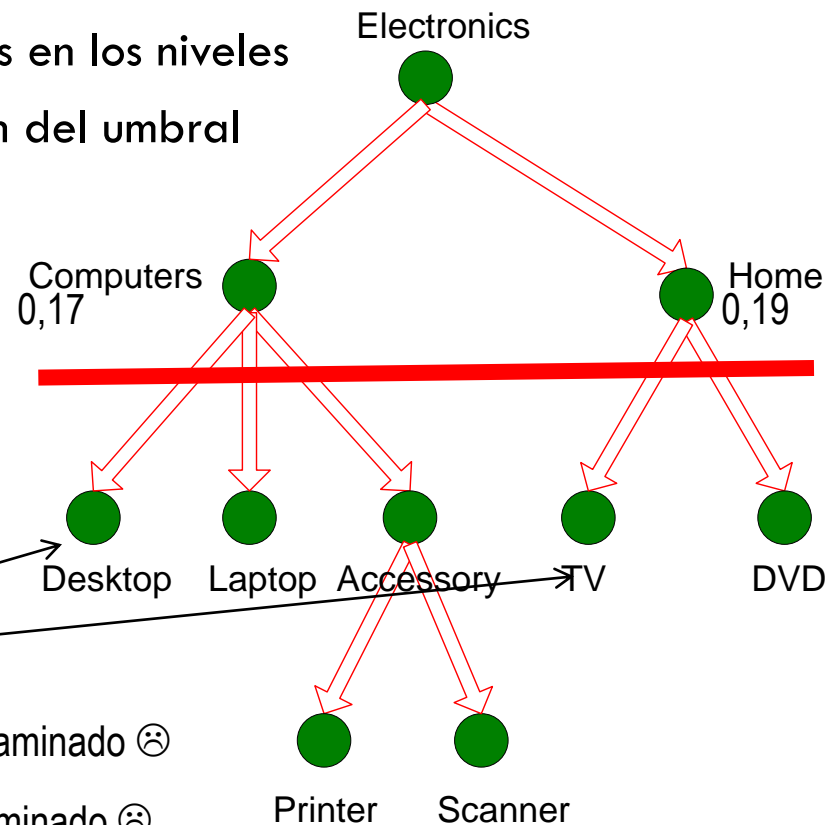 Electronics
s en los niveles
n del umbral
Computers
0,17
Home
0,19
Desktop Laptop Accessory TV DVD
aminado ☹
Printer Scanner
minado ☹